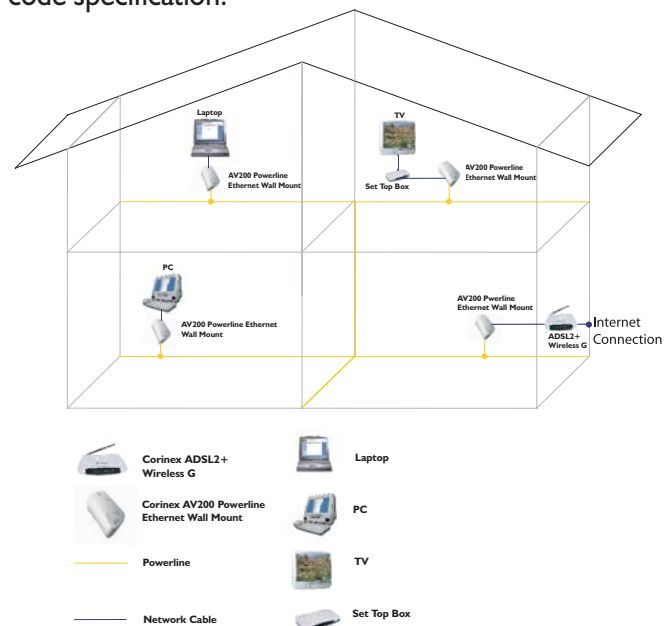 code specification.
Laptop
TV
AV200 Powerline
Ethernet Wall Mount
AV200 Powerline
Ethernet Wall Mount
Set Top Box
PC
AV200 Powerline Ethernet
Wall Mount
AV200 Pwerline
Ethernet Wall Mount
Internet
Connection
ADSL2+
Wireless G
Corinex ADSL2+
Wireless G
Laptop
Corinex AV200 Powerline
Ethernet Wall Mount
PC
Powerline
TV
Network Cable
Set Top Box